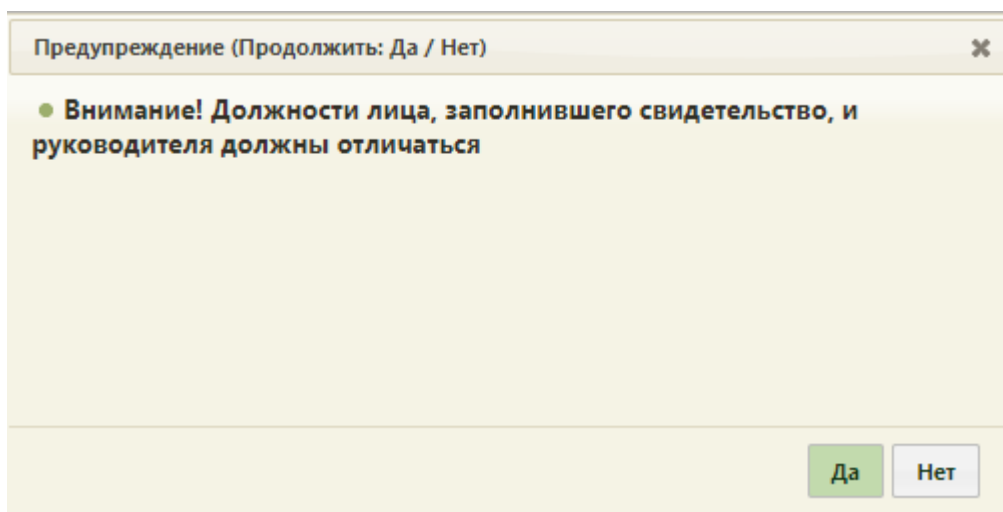 Предупреждение (Продолжить: Да / Нет)
Внимание! Должности лица, заполнившего свидетельство, и
руководителя должны отличаться
Да Нет